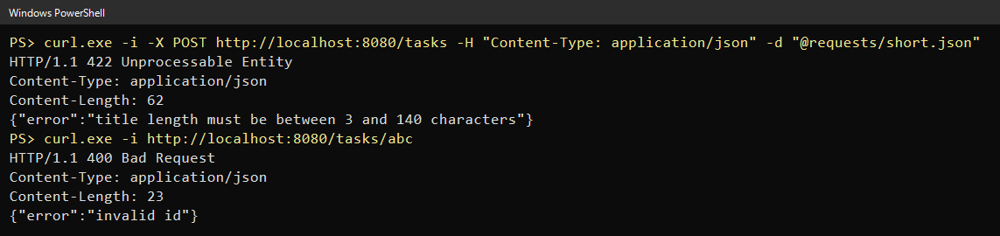 Windows PowerShell
PS> curl.exe -i -X POST http://localhost:8080/tasks -H "Content-Type: application/json" -d "@requests/short.json"
HTTP/1.1 422 Unprocessable Entity
Content-Type: application/json
Content-Length: 62
{"error":"title length must be between 3 and 140 characters"}
PS> curl.exe -i http://localhost:8080/tasks/abc
HTTP/1.1 400 Bad Request
Content-Type: application/json
Content-Length: 23
{"error":"invalid id"}